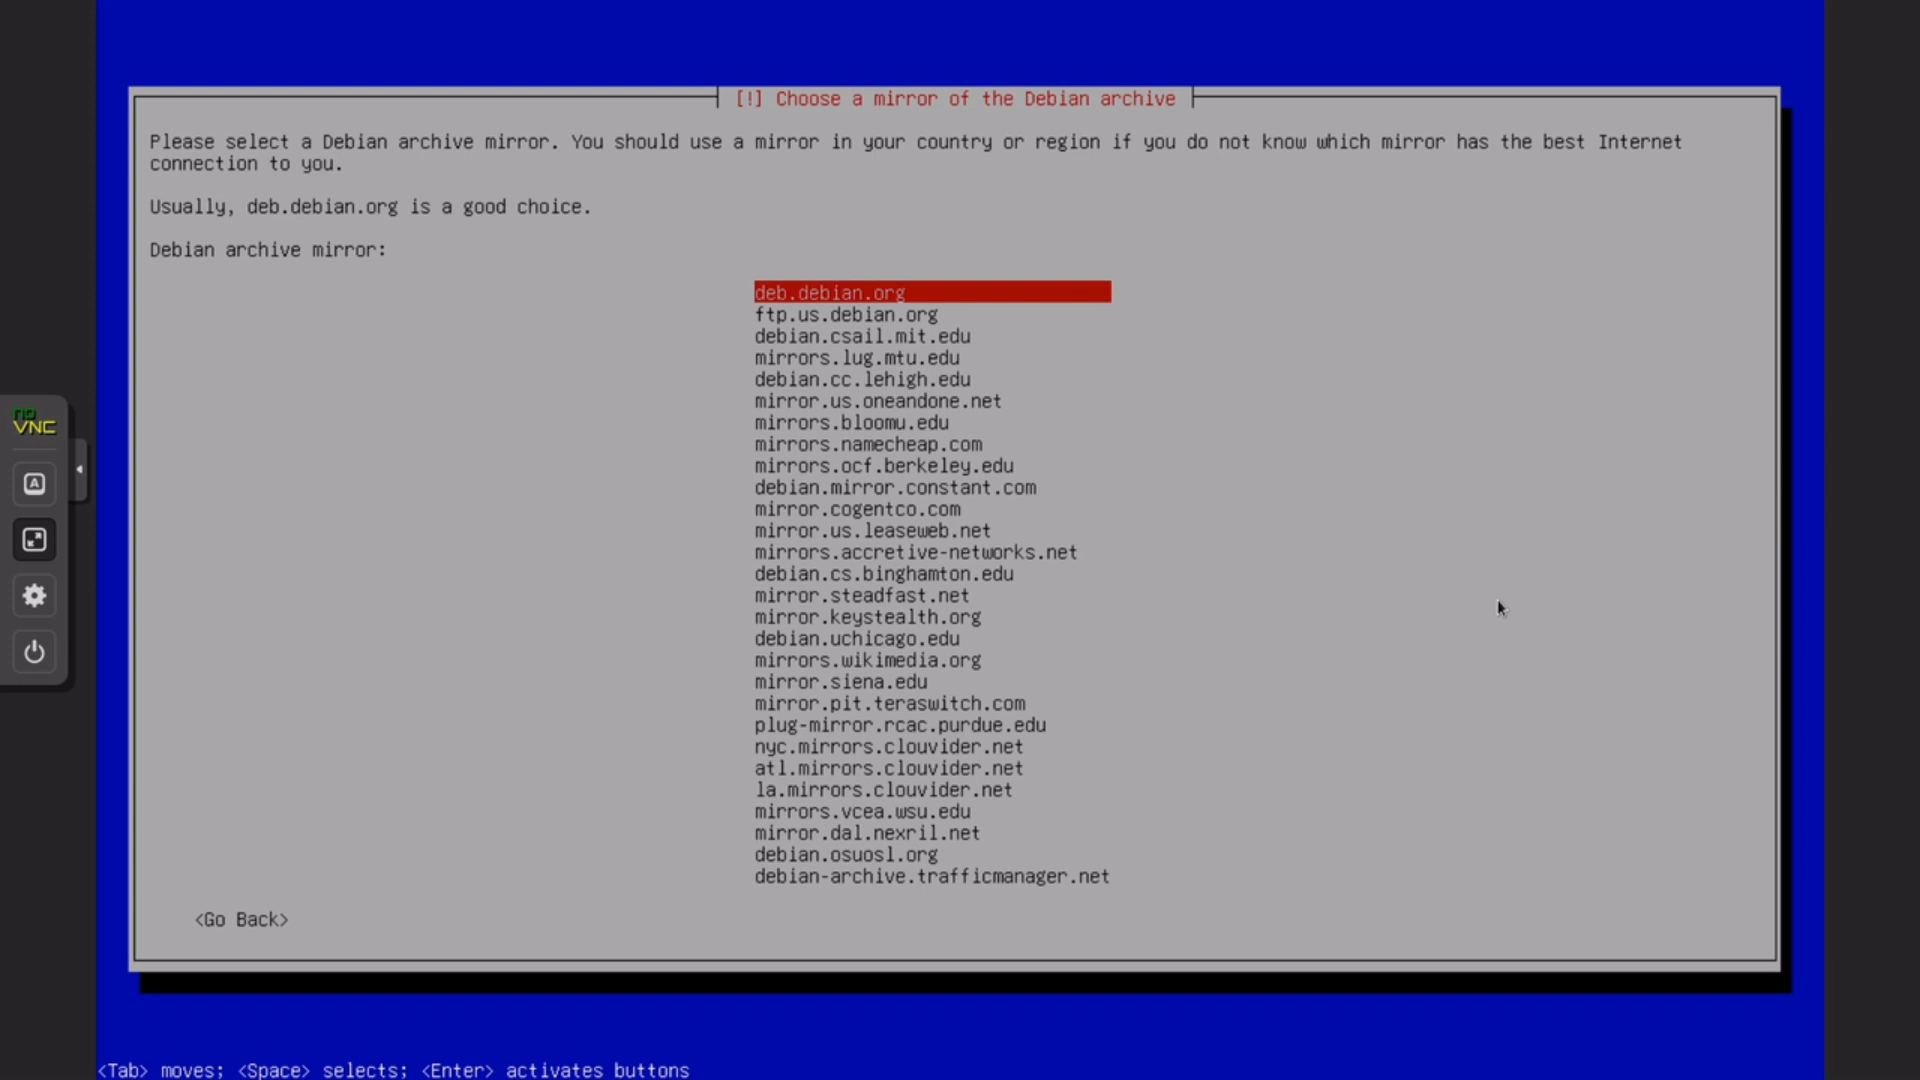 [!] Choose a mirror of the Debian archive
Please select a Debian archive mirror. You should use a mirror in your country or region if you do not know which mirror has the best Internet
connection to you.
Usually, deb.debian.org is a good choice.
Debian archive mirror:
deb.debian.org
ftp.us.debian.org
debian.csail.mit.edu
mirrors.lug.mtu.edu
debian.cc.lehigh.edu
mirror.us.oneandone.net
mirrors.bloomu.edu
mirrors.namecheap.com
mirrors.ocf.berkeley.edu
debian.mirror.constant.com
mirror.cogentco.com
mirror.us.leaseweb.net
mirrors.accretive-networks.net
debian.cs.binghamton.edu
mirror.steadfast.net
mirror.keystealth.org
debian.uchicago.edu
mirrors.wikimedia.org
mirror.siena.edu
mirror.pit.teraswitch.com
plug-mirror.rcac.purdue.edu
nyc.mirrors.clouvider.net
atl.mirrors.clouvider.net
la.mirrors.clouvider.net
mirrors.vcea.wsu.edu
mirror.dal.nexril.net
debian.osuosl.org
debian-archive.trafficmanager.net
<Go Back>
no
VNC
A
<Tab> moves; <Space> selects; <Enter> activates buttons